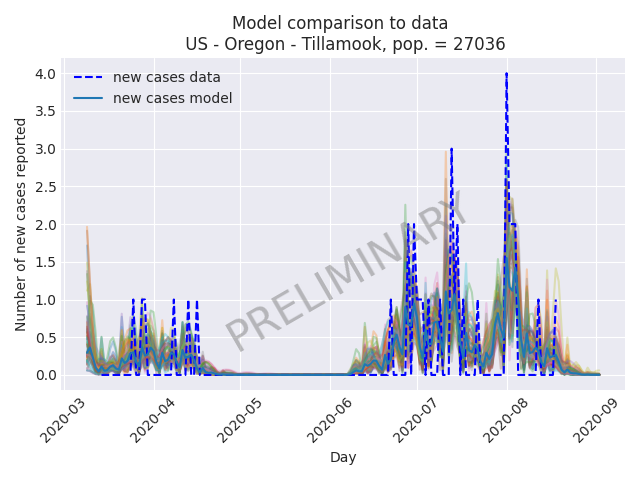 Model comparison to data
US - Oregon - Tillamook, pop. = 27036
new cases data
new cases model
PRELIMINARY
Number of new cases reported
4.0
3.5
3.0
2.5
2.0
1.5
1.0
0.5
0.0
2020-03
2020-04
2020-05
2020-06
2020-07
2020-08
2020-09
Day